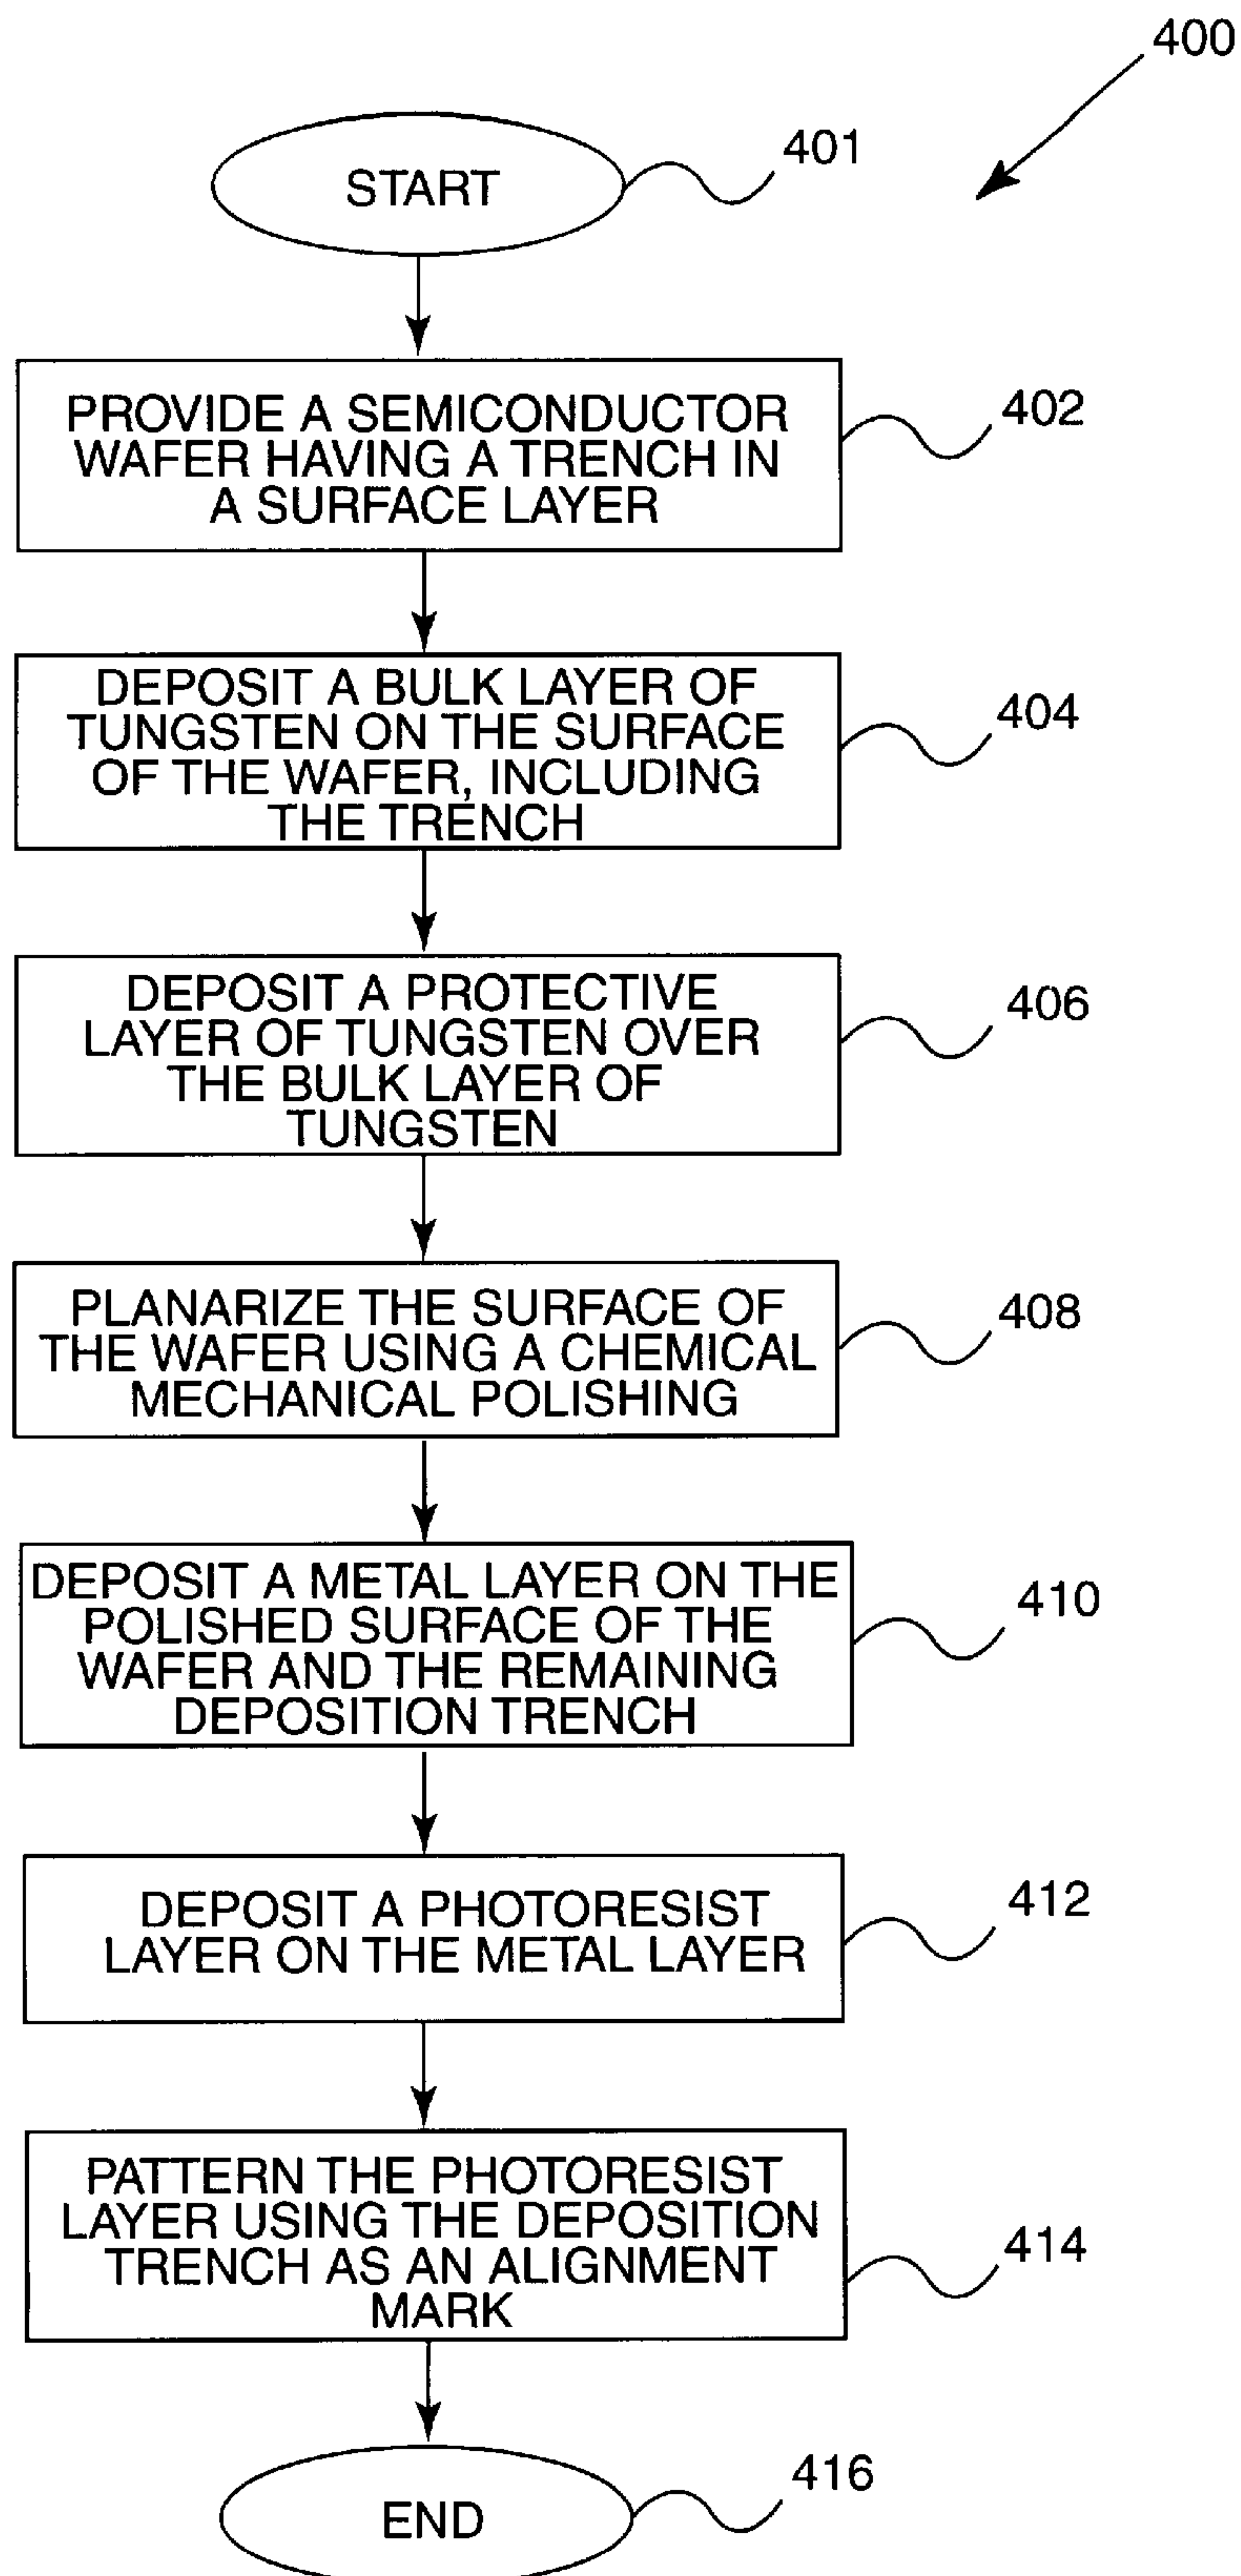 400
START
401
PROVIDE A SEMICONDUCTOR
WAFER HAVING A TRENCH IN
A SURFACE LAYER
402
DEPOSIT A BULK LAYER OF
TUNGSTEN ON THE SURFACE
OF THE WAFER, INCLUDING
THE TRENCH
404
DEPOSIT A PROTECTIVE
LAYER OF TUNGSTEN OVER
THE BULK LAYER OF
TUNGSTEN
406
PLANARIZE THE SURFACE OF
THE WAFER USING A CHEMICAL
MECHANICAL POLISHING
408
DEPOSIT A METAL LAYER ON THE
POLISHED SURFACE OF THE
WAFER AND THE REMAINING
DEPOSITION TRENCH
410
DEPOSIT A PHOTORESIST
LAYER ON THE METAL LAYER
412
PATTERN THE PHOTORESIST
LAYER USING THE DEPOSITION
TRENCH AS AN ALIGNMENT
MARK
414
END
416